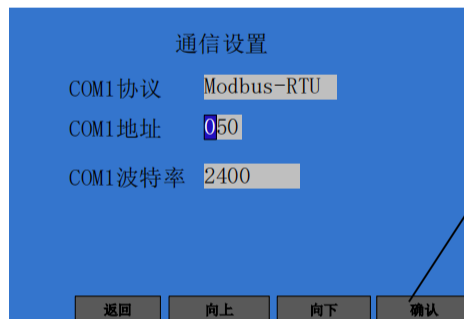 通信设置
COM1协议 Modbus-RTU
COM1地址 050
COM1波特率 2400
返回 向上 向下 确认